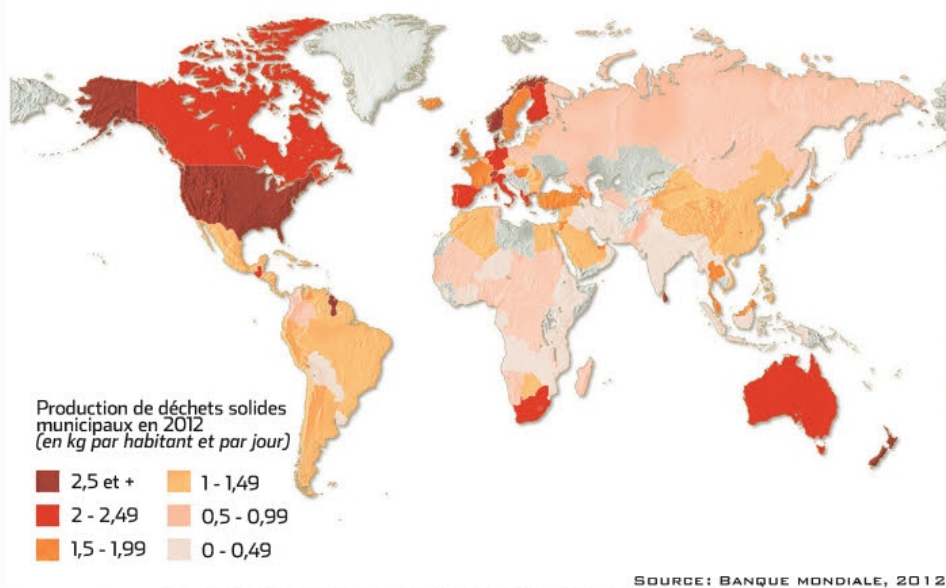 Production de déchets solides
municipaux en 2012
(en kg par habitant et par jour)
2,5 et +
1 - 1,49
2 - 2,49
0,5 - 0,99
1,5 - 1,99
0 - 0,49
SOURCE: BANQUE MONDIALE, 2012